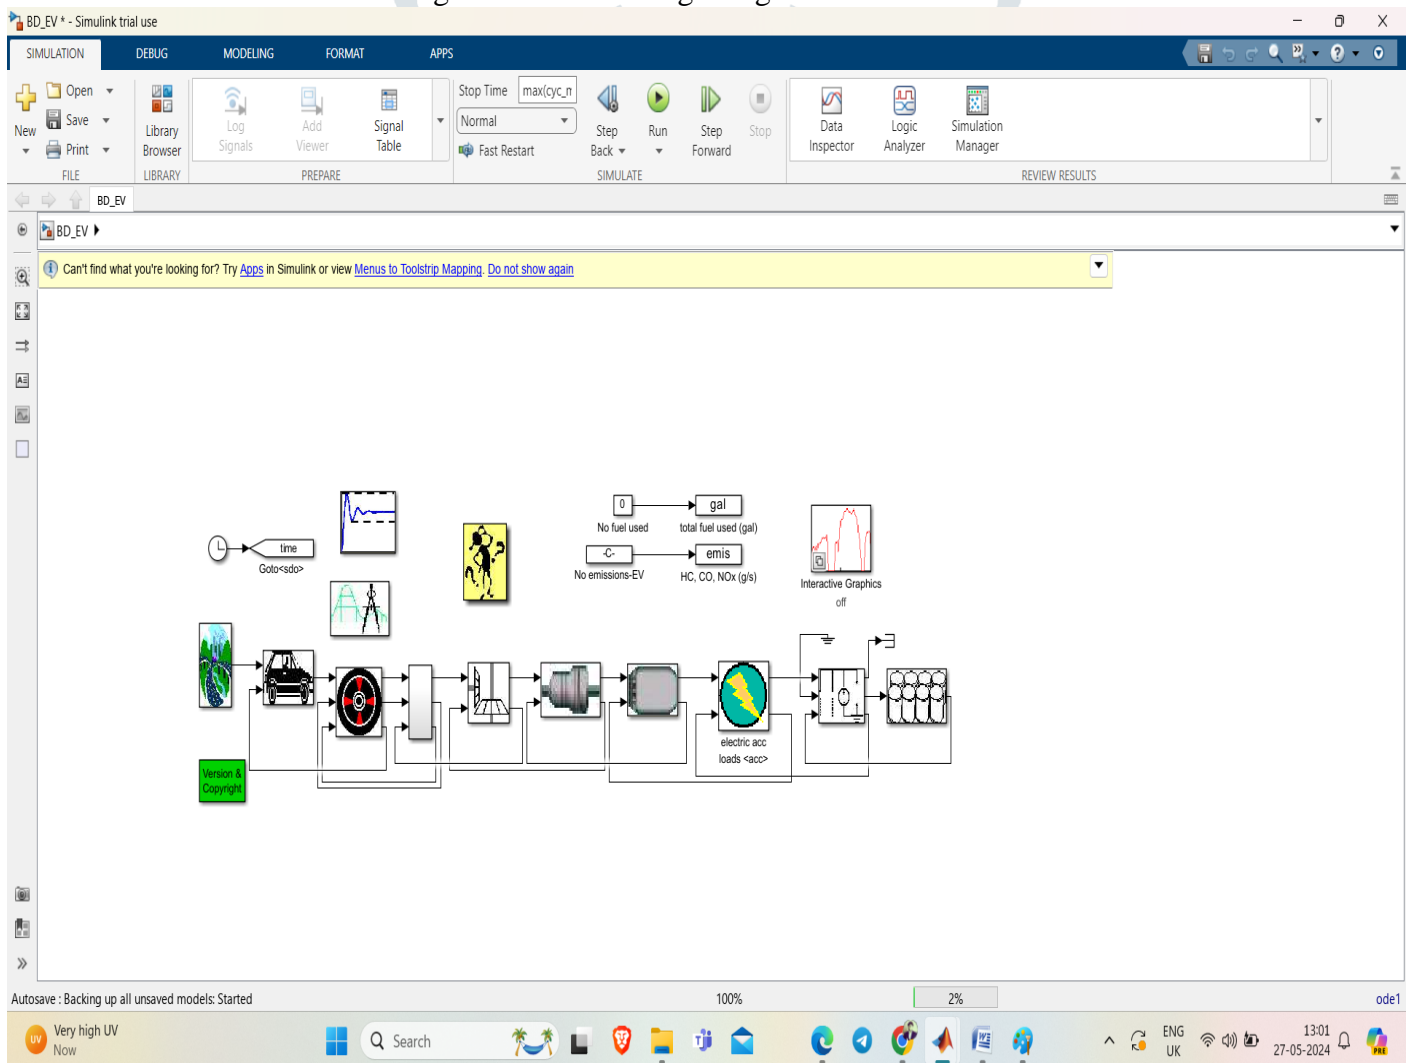 BD_EV * - Simulink trial use
SIMULATION DEBUG MODELING FORMAT APPS
New
Open
Save
Print
FILE
Library Browser
LIBRARY
Log Signals
Add Viewer
Signal Table
PREPARE
Stop Time max(cyc_m
Normal
Fast Restart
Step Back
Run
Step Forward
Stop
SIMULATE
Data Inspector
Logic Analyzer
Simulation Manager
REVIEW RESULTS
BD_EV
BD_EV
Can't find what you're looking for? Try Apps in Simulink or view Menus to Toolstrip Mapping. Do not show again
time
Goto<sdo>
0
No fuel used
gal
total fuel used (gal)
-C-
No emissions-EV
emis
HC, CO, NOx (g/s)
Interactive Graphics
off
electric acc
loads <acc>
Version &
Copyright
Autosave : Backing up all unsaved models: Started 100% 2% ode1
Very high UV
Now
Search
ENG
UK
13:01
27-05-2024